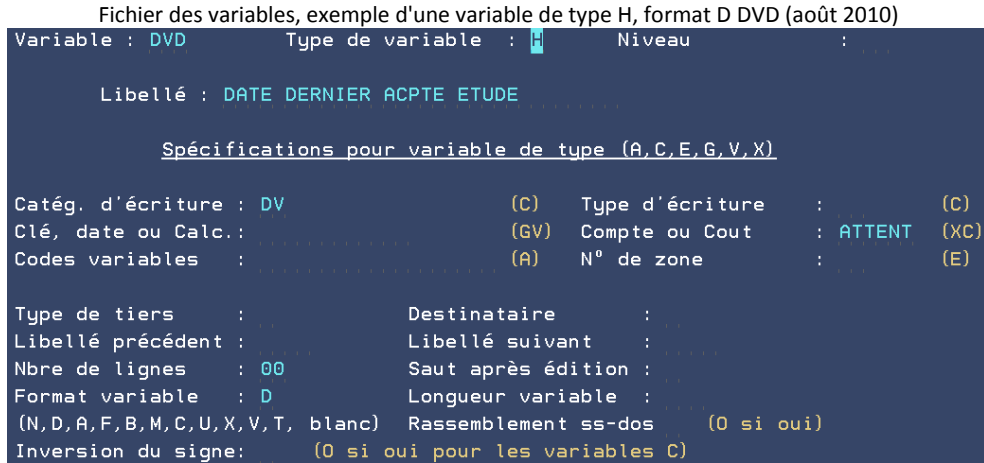 Fichier des variables, exemple d'une variable de type H, format D DVD (août 2010)
Variable : DVD Type de variable : H Niveau :
Libellé : DATE DERNIER ACPTE ETUDE
Spécifications pour variable de type (A,C,E,G,V,X)
Catég. d'écriture : DV (C) Type d'écriture : (C)
Clé, date ou Calc.: (GV) Compte ou Cout : ATTENT (XC)
Codes variables : (A) N° de zone : (E)
Type de tiers : Destinataire :
Libellé précédent : Libellé suivant :
Nbre de lignes : 00 Saut après édition :
Format variable : D Longueur variable :
(N,D,A,F,B,M,C,U,X,V,T, blanc) Rassemblement ss-dos (O si oui)
Inversion du signe: (O si oui pour les variables C)